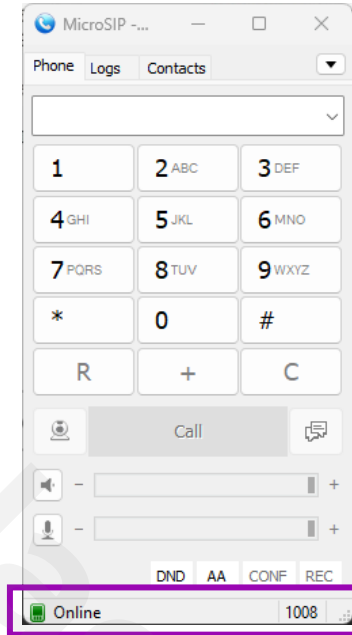 MicroSIP -...
Phone Logs Contacts
1 2 ABC 3 DEF
4 GHI 5 JKL 6 MNO
7 PQRS 8 TUV 9 WXYZ
* 0 #
R + C
Call
- +
- +
DND AA CONF REC
Online 1008